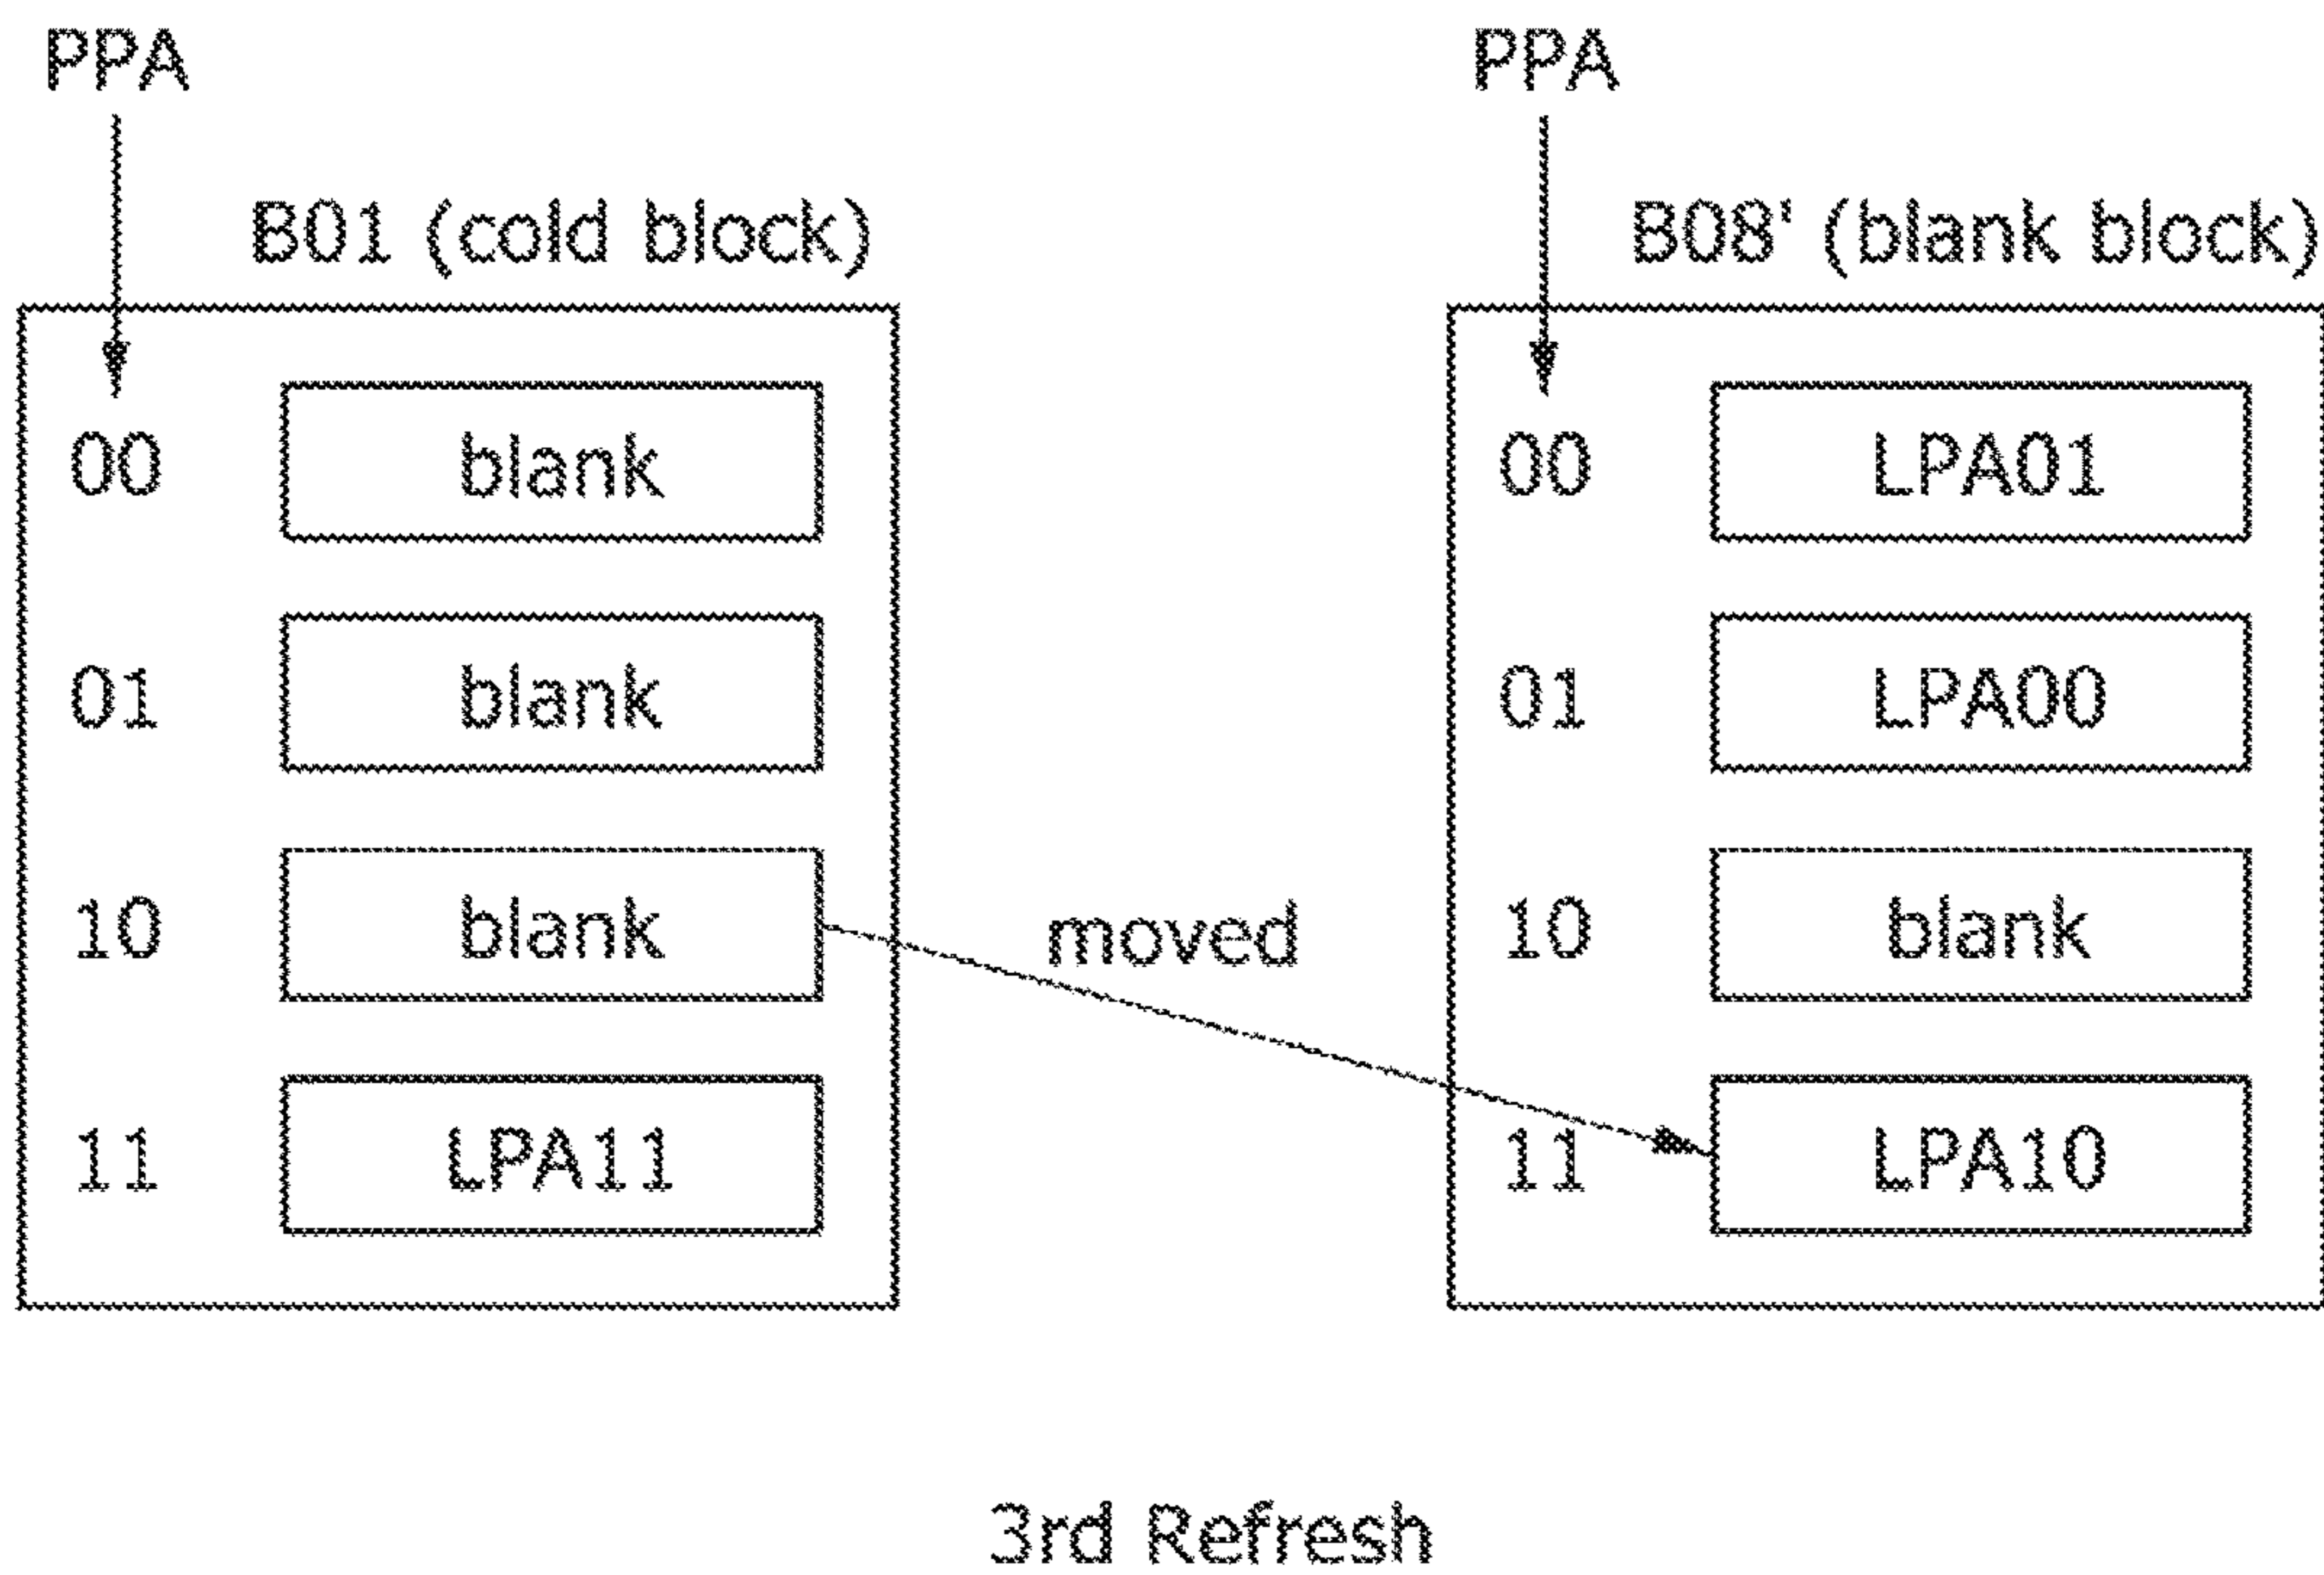 PPA PPA
B01 (cold block) B08' (blank block)
00 blank 00 LPA01
01 blank 01 LPA00
10 blank moved 10 blank
11 LPA11 11 LPA10
3rd Refresh